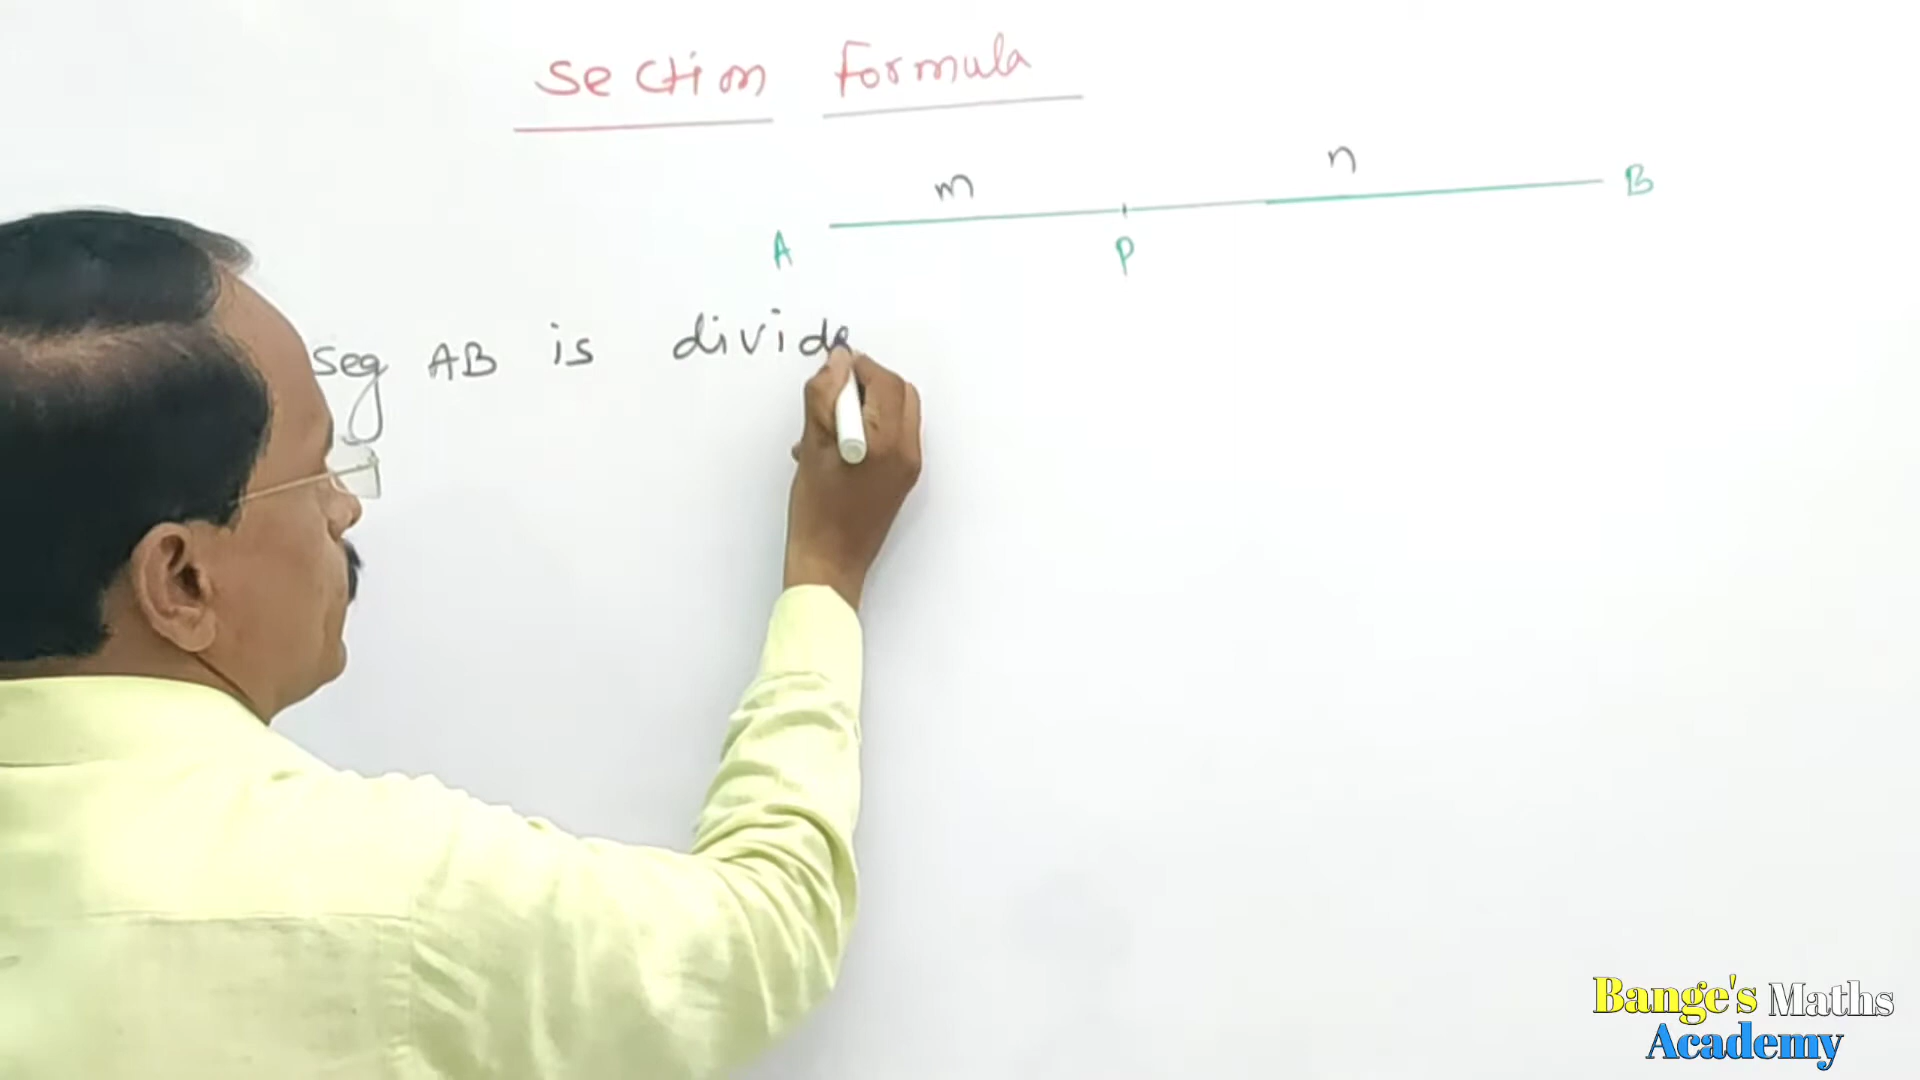 Section Formula
m n
A P B
seg AB is divide
Bange's Maths
Academy